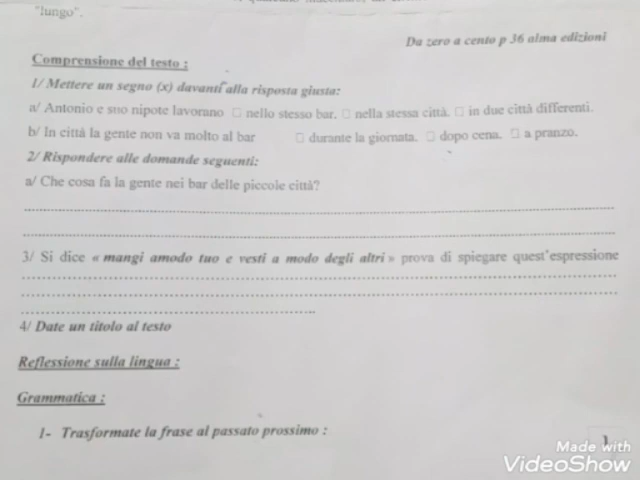 "lungo".
Da zero a cento p 36 alma edizioni
Comprensione del testo :
1/ Mettere un segno (x) davanti alla risposta giusta:
a/ Antonio e suo nipote lavorano □ nello stesso bar. □ nella stessa città. □ in due città differenti.
b/ In città la gente non va molto al bar □ durante la giornata. □ dopo cena. □ a pranzo.
2/ Rispondere alle domande seguenti:
a/ Che cosa fa la gente nei bar delle piccole città?
3/ Si dice « mangi amodo tuo e vesti a modo degli altri » prova di spiegare quest'espressione
4/ Date un titolo al testo
Reflessione sulla lingua :
Grammatica :
1- Trasformate la frase al passato prossimo :
1
Made with
VideoShow